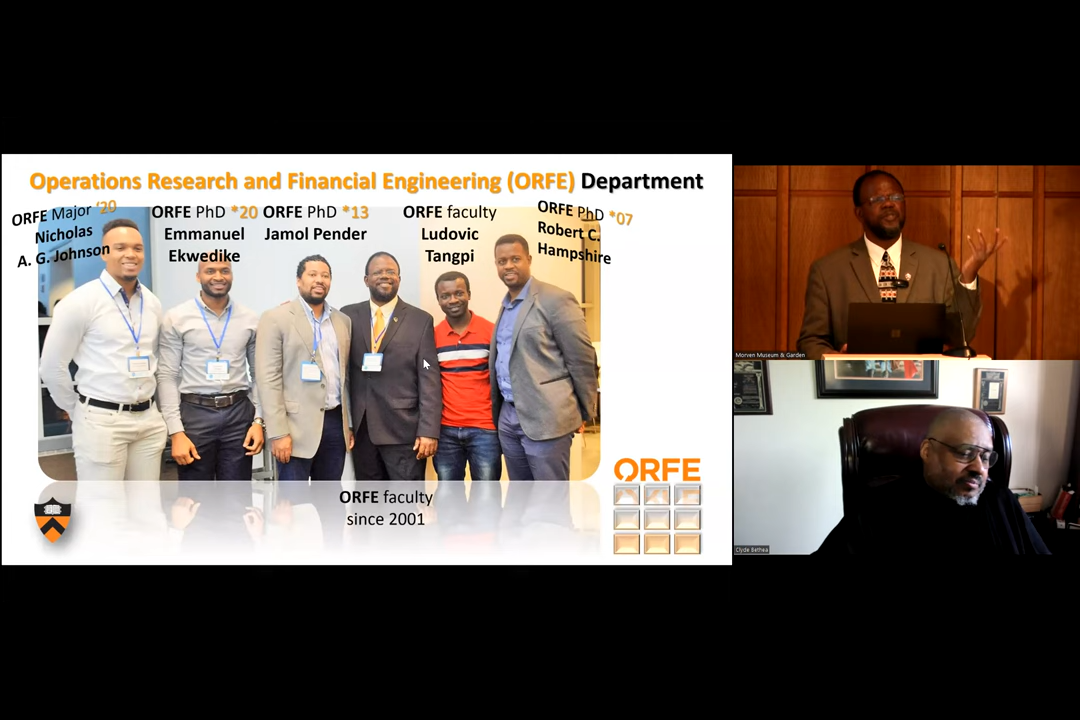 Operations Research and Financial Engineering (ORFE) Department
ORFE Major '20
Nicholas
A. G. Johnson
ORFE PhD *20
Emmanuel
Ekwedike
ORFE PhD *13
Jamol Pender
ORFE faculty
Ludovic
Tangpi
ORFE PhD *07
Robert C.
Hampshire
ORFE
ORFE faculty
since 2001
Morven Museum & Garden
Clyde Bethea